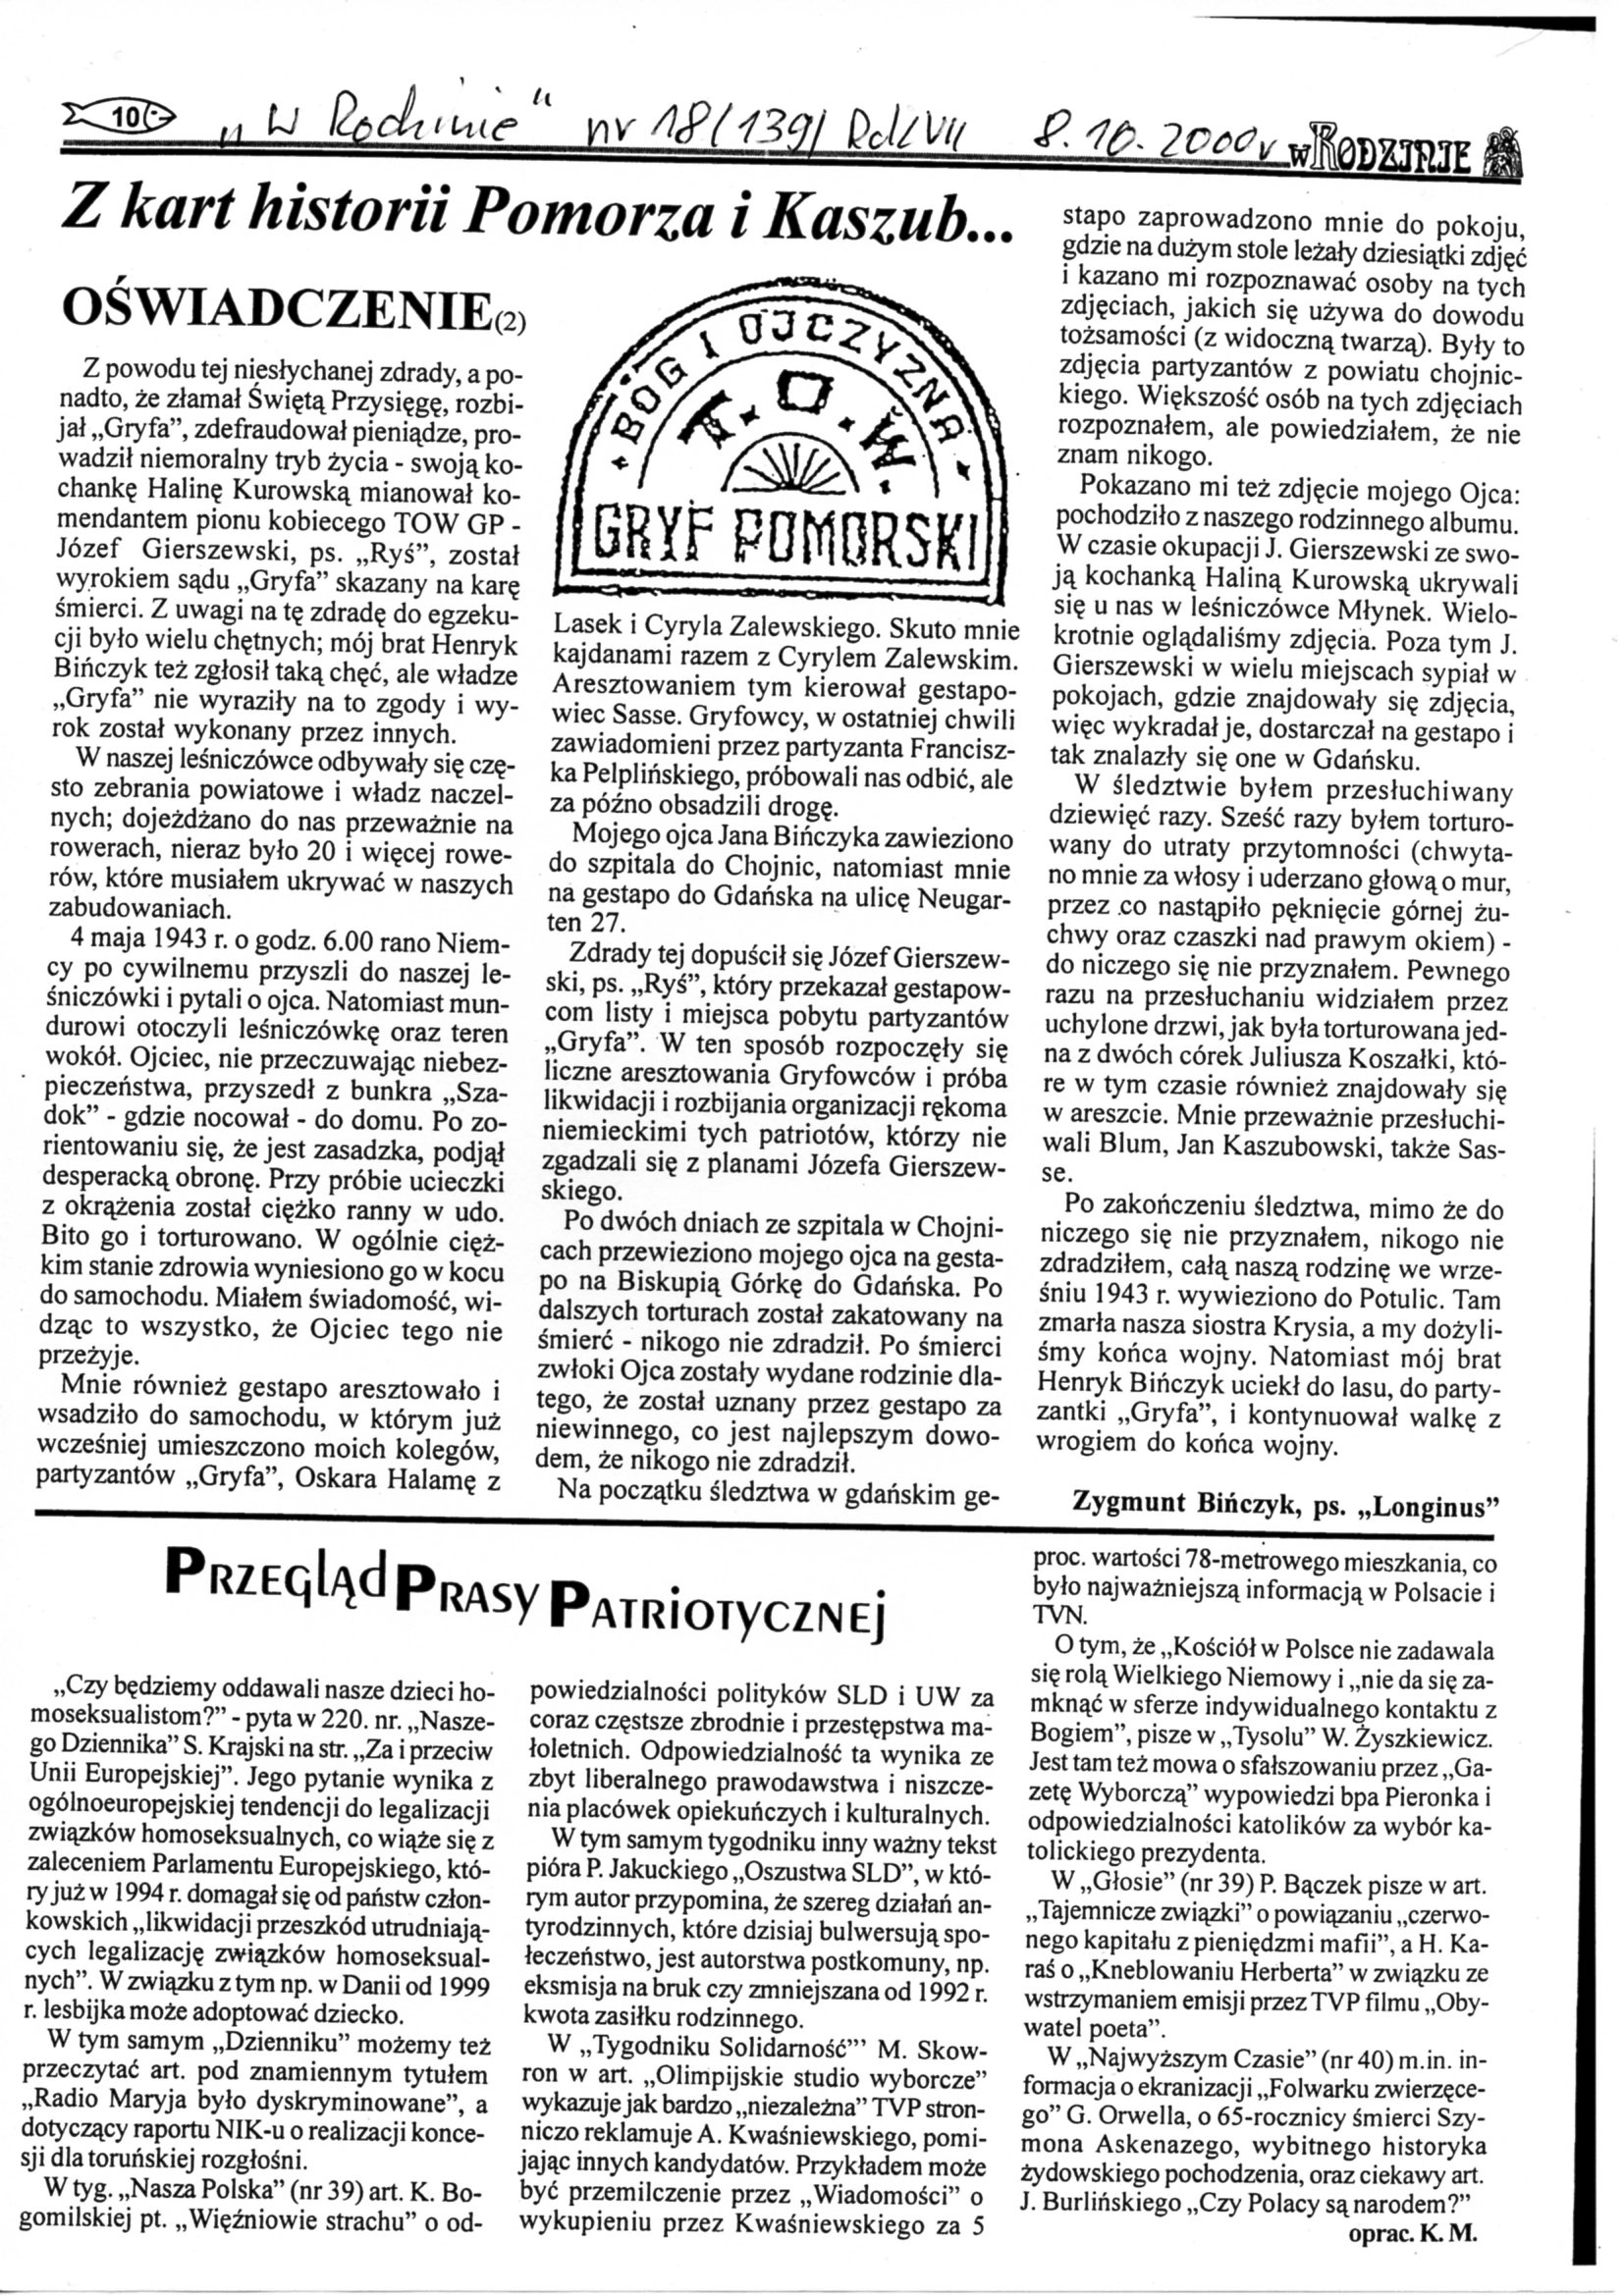 10
„W Rodzinie" nr 18(139) Rok VII 8.10.2000r
w RODZINIE
Z kart historii Pomorza i Kaszub...
OŚWIADCZENIE(2)
Z powodu tej niesłychanej zdrady, a po-
nadto, że złamał Świętą Przysięgę, rozbi-
jał „Gryfa”, zdefraudował pieniądze, pro-
wadził niemoralny tryb życia - swoją ko-
chankę Halinę Kurowską mianował ko-
mendantem pionu kobiecego TOW GP -
Józef Gierszewski, ps. „Ryś”, został
wyrokiem sądu „Gryfa” skazany na karę
śmierci. Z uwagi na tę zdradę do egzeku-
cji było wielu chętnych; mój brat Henryk
Bińczyk też zgłosił taką chęć, ale władze
„Gryfa” nie wyraziły na to zgody i wy-
rok został wykonany przez innych.
W naszej leśniczówce odbywały się czę-
sto zebrania powiatowe i władz naczel-
nych; dojeżdżano do nas przeważnie na
rowerach, nieraz było 20 i więcej rowe-
rów, które musiałem ukrywać w naszych
zabudowaniach.
4 maja 1943 r. o godz. 6.00 rano Niem-
cy po cywilnemu przyszli do naszej le-
śniczówki i pytali o ojca. Natomiast mun-
durowi otoczyli leśniczówkę oraz teren
wokół. Ojciec, nie przeczuwając niebez-
pieczeństwa, przyszedł z bunkra „Sza-
dok” - gdzie nocował - do domu. Po zo-
rientowaniu się, że jest zasadzka, podjął
desperacką obronę. Przy próbie ucieczki
z okrążenia został ciężko ranny w udo.
Bito go i torturowano. W ogólnie cięż-
kim stanie zdrowia wyniesiono go w kocu
do samochodu. Miałem świadomość, wi-
dząc to wszystko, że Ojciec tego nie
przeżyje.
Mnie również gestapo aresztowało i
wsadziło do samochodu, w którym już
wcześniej umieszczono moich kolegów,
partyzantów „Gryfa”, Oskara Halamę z
BÓG I OJCZYZNA
T.O.W.
GRYF POMORSKI
Lasek i Cyryla Zalewskiego. Skuto mnie
kajdanami razem z Cyrylem Zalewskim.
Aresztowaniem tym kierował gestapo-
wiec Sasse. Gryfowcy, w ostatniej chwili
zawiadomieni przez partyzanta Francisz-
ka Pelplińskiego, próbowali nas odbić, ale
za późno obsadzili drogę.
Mojego ojca Jana Bińczyka zawieziono
do szpitala do Chojnic, natomiast mnie
na gestapo do Gdańska na ulicę Neugar-
ten 27.
Zdrady tej dopuścił się Józef Gierszew-
ski, ps. „Ryś”, który przekazał gestapow-
com listy i miejsca pobytu partyzantów
„Gryfa”. W ten sposób rozpoczęły się
liczne aresztowania Gryfowców i próba
likwidacji i rozbijania organizacji rękoma
niemieckimi tych patriotów, którzy nie
zgadzali się z planami Józefa Gierszew-
skiego.
Po dwóch dniach ze szpitala w Chojni-
cach przewieziono mojego ojca na gesta-
po na Biskupią Górkę do Gdańska. Po
dalszych torturach został zakatowany na
śmierć - nikogo nie zdradził. Po śmierci
zwłoki Ojca zostały wydane rodzinie dla-
tego, że został uznany przez gestapo za
niewinnego, co jest najlepszym dowo-
dem, że nikogo nie zdradził.
Na początku śledztwa w gdańskim ge-
stapo zaprowadzono mnie do pokoju,
gdzie na dużym stole leżały dziesiątki zdjęć
i kazano mi rozpoznawać osoby na tych
zdjęciach, jakich się używa do dowodu
tożsamości (z widoczną twarzą). Były to
zdjęcia partyzantów z powiatu chojnic-
kiego. Większość osób na tych zdjęciach
rozpoznałem, ale powiedziałem, że nie
znam nikogo.
Pokazano mi też zdjęcie mojego Ojca:
pochodziło z naszego rodzinnego albumu.
W czasie okupacji J. Gierszewski ze swo-
ją kochanką Haliną Kurowską ukrywali
się u nas w leśniczówce Młynek. Wielo-
krotnie oglądaliśmy zdjęcia. Poza tym J.
Gierszewski w wielu miejscach sypiał w
pokojach, gdzie znajdowały się zdjęcia,
więc wykradał je, dostarczał na gestapo i
tak znalazły się one w Gdańsku.
W śledztwie byłem przesłuchiwany
dziewięć razy. Sześć razy byłem torturo-
wany do utraty przytomności (chwyta-
no mnie za włosy i uderzano głową o mur,
przez co nastąpiło pęknięcie górnej żu-
chwy oraz czaszki nad prawym okiem) -
do niczego się nie przyznałem. Pewnego
razu na przesłuchaniu widziałem przez
uchylone drzwi, jak była torturowana jed-
na z dwóch córek Juliusza Koszałki, któ-
re w tym czasie również znajdowały się
w areszcie. Mnie przeważnie przesłuchi-
wali Blum, Jan Kaszubowski, także Sas-
se.
Po zakończeniu śledztwa, mimo że do
niczego się nie przyznałem, nikogo nie
zdradziłem, całą naszą rodzinę we wrze-
śniu 1943 r. wywieziono do Potulic. Tam
zmarła nasza siostra Krysia, a my dożyli-
śmy końca wojny. Natomiast mój brat
Henryk Bińczyk uciekł do lasu, do party-
zantki „Gryfa”, i kontynuował walkę z
wrogiem do końca wojny.
Zygmunt Bińczyk, ps. „Longinus”
Przegląd Prasy Patriotycznej
„Czy będziemy oddawali nasze dzieci ho-
moseksualistom?” - pyta w 220. nr. „Nasze-
go Dziennika” S. Krajski na str. „Za i przeciw
Unii Europejskiej”. Jego pytanie wynika z
ogólnoeuropejskiej tendencji do legalizacji
związków homoseksualnych, co wiąże się z
zaleceniem Parlamentu Europejskiego, któ-
ry już w 1994 r. domagał się od państw człon-
kowskich „likwidacji przeszkód utrudniają-
cych legalizację związków homoseksual-
nych”. W związku z tym np. w Danii od 1999
r. lesbijka może adoptować dziecko.
W tym samym „Dzienniku” możemy też
przeczytać art. pod znamiennym tytułem
„Radio Maryja było dyskryminowane”, a
dotyczący raportu NIK-u o realizacji konce-
sji dla toruńskiej rozgłośni.
W tyg. „Nasza Polska” (nr 39) art. K. Bo-
gomilskiej pt. „Więźniowie strachu” o od-
powiedzialności polityków SLD i UW za
coraz częstsze zbrodnie i przestępstwa ma-
łoletnich. Odpowiedzialność ta wynika ze
zbyt liberalnego prawodawstwa i niszcze-
nia placówek opiekuńczych i kulturalnych.
W tym samym tygodniku inny ważny tekst
pióra P. Jakuckiego „Oszustwa SLD”, w któ-
rym autor przypomina, że szereg działań an-
tyrodzinnych, które dzisiaj bulwersują spo-
łeczeństwo, jest autorstwa postkomuny, np.
eksmisja na bruk czy zmniejszana od 1992 r.
kwota zasiłku rodzinnego.
W „Tygodniku Solidarność”’ M. Skow-
ron w art. „Olimpijskie studio wyborcze”
wykazuje jak bardzo „niezależna” TVP stron-
niczo reklamuje A. Kwaśniewskiego, pomi-
jając innych kandydatów. Przykładem może
być przemilczenie przez „Wiadomości” o
wykupieniu przez Kwaśniewskiego za 5
proc. wartości 78-metrowego mieszkania, co
było najważniejszą informacją w Polsacie i
TVN.
O tym, że „Kościół w Polsce nie zadawala
się rolą Wielkiego Niemowy i „nie da się za-
mknąć w sferze indywidualnego kontaktu z
Bogiem”, pisze w „Tysolu” W. Żyszkiewicz.
Jest tam też mowa o sfałszowaniu przez „Ga-
zetę Wyborczą” wypowiedzi bpa Pieronka i
odpowiedzialności katolików za wybór ka-
tolickiego prezydenta.
W „Głosie” (nr 39) P. Bączek pisze w art.
„Tajemnicze związki” o powiązaniu „czerwo-
nego kapitału z pieniędzmi mafii”, a H. Ka-
raś o „Kneblowaniu Herberta” w związku ze
wstrzymaniem emisji przez TVP filmu „Oby-
watel poeta”.
W „Najwyższym Czasie” (nr 40) m.in. in-
formacja o ekranizacji „Folwarku zwierzęce-
go” G. Orwella, o 65-rocznicy śmierci Szy-
mona Askenazego, wybitnego historyka
żydowskiego pochodzenia, oraz ciekawy art.
J. Burlińskiego „Czy Polacy są narodem?”
oprac. K. M.